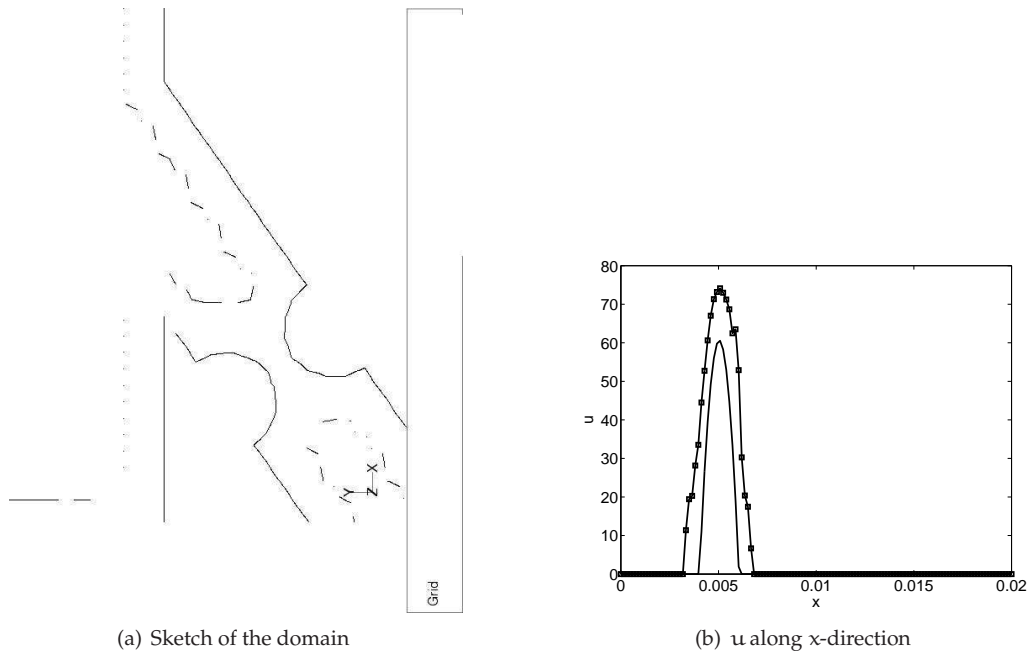 Y
Z X
Grid
(a) Sketch of the domain
80
70
60
50
40
30
20
10
0
u
0 0.005 0.01 0.015 0.02
x
(b) u along x-direction